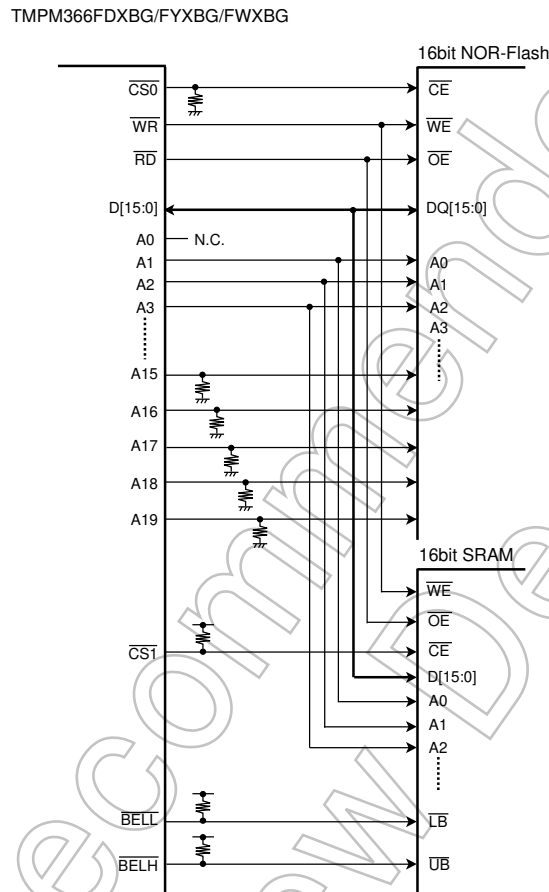 TMPM366FDXBG/FYXBG/FWXBG
16bit NOR-Flash
CS0 CE
WR WE
RD OE
D[15:0] DQ[15:0]
A0 N.C.
A1 A0
A2 A1
A3 A2
A3
A15
A16
A17
A18
A19
16bit SRAM
WE
OE
CS1 CE
D[15:0]
A0
A1
A2
BELL LB
BELH UB